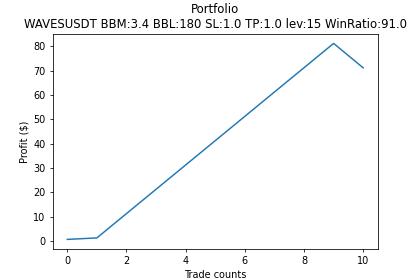 Portfolio
WAVESUSDT BBM:3.4 BBL:180 SL:1.0 TP:1.0 lev:15 WinRatio:91.0
80
70
60
50
40
30
20
10
0
Profit ($)
0 2 4 6 8 10
Trade counts